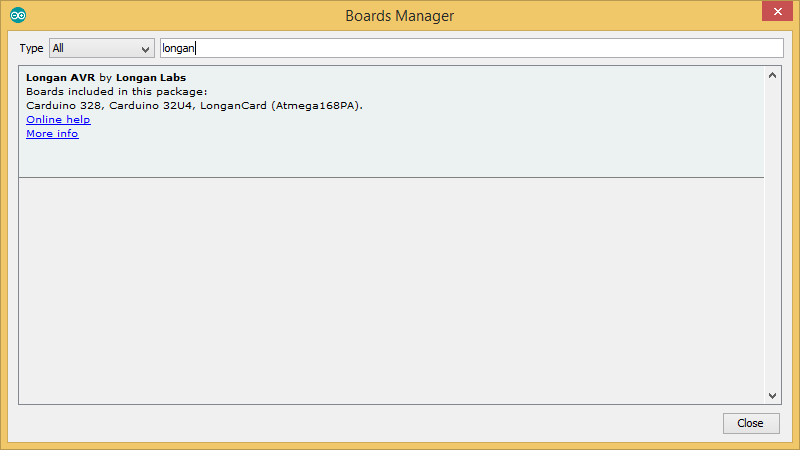 Boards Manager
Type All longan
Longan AVR by Longan Labs
Boards included in this package:
Carduino 328, Carduino 32U4, LonganCard (Atmega168PA).
Online help
More info
Close